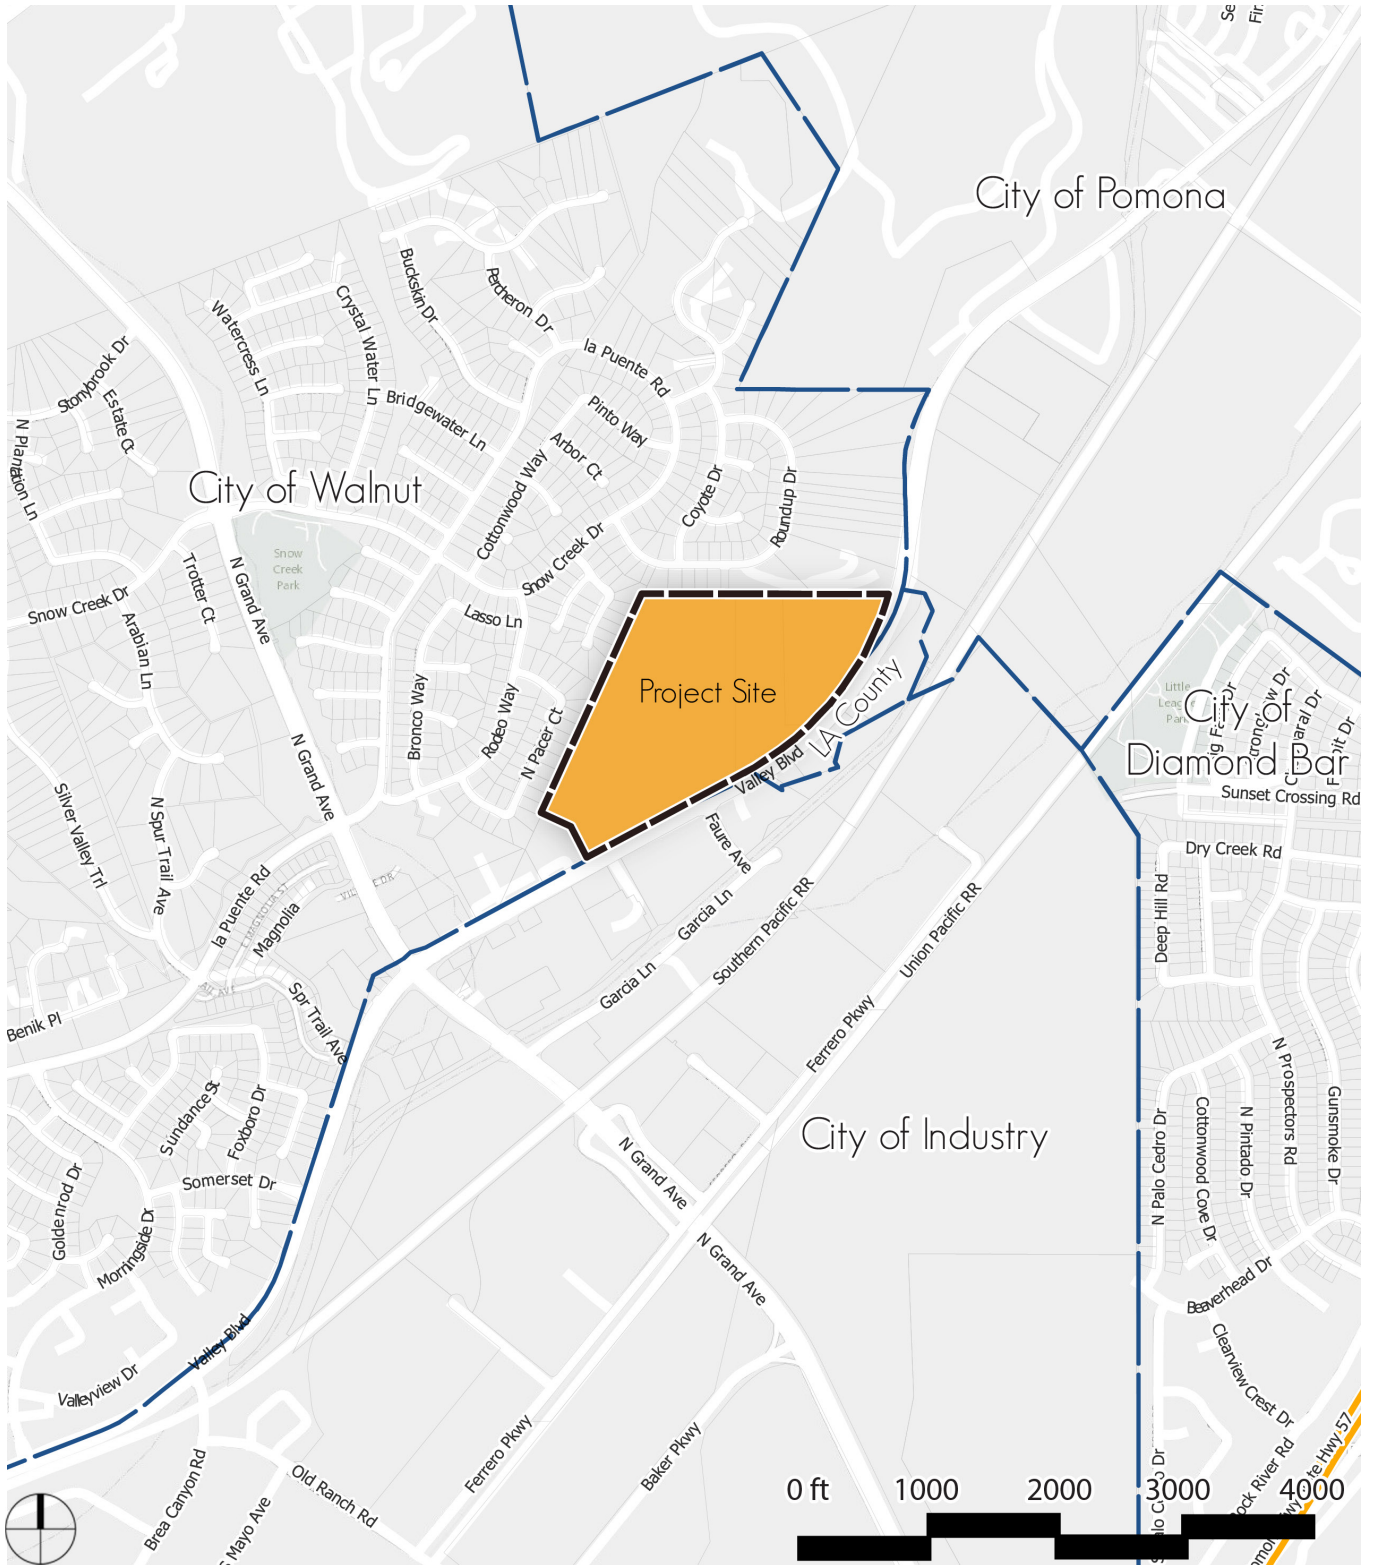 City of Pomona
Buckskin Dr
Percheron Dr
Crystal Water Ln
Watercress Ln
Stonybrook Dr
Estate Ct
la Puente Rd
Pinto Way
Bridgewater Ln
Arbor Ct
Cottonwood Way
Coyote Dr
Roundup Dr
City of Walnut
Snow
Creek
Park
Snow Creek Dr
Snow Creek Dr
N Grand Ave
Trotter Ct
Arabian Ln
Lasso Ln
Bronco Way
Rodeo Way
N Pacer Ct
Project Site
LA County
Valley Blvd
Little
City of
Diamond Bar
Sunset Crossing Rd
Dry Creek Rd
Deep Hill Rd
N Grand Ave
Silver Valley Trl
N Spur Trail Ave
la Puente Rd
Magnolia
Faure Ave
Garcia Ln
Garcia Ln
Southern Pacific RR
Union Pacific RR
Ferrero Pkwy
Spr Trail Ave
Benik Pl
Sundance St
Foxboro Dr
Somerset Dr
Goldenrod Dr
Morningside Dr
City of Industry
N Grand Ave
N Grand Ave
N Palo Cedro Dr
Cottonwood Cove Dr
N Pintado Dr
N Prospectors Rd
Gunsmoke Dr
Beaverhead Dr
Clearview Crest Dr
Valley Blvd
Valleyview Dr
Ferrero Pkwy
Baker Pkwy
Old Ranch Rd
Brea Canyon Rd
S Mayo Ave
0 ft 1000 2000 3000 4000